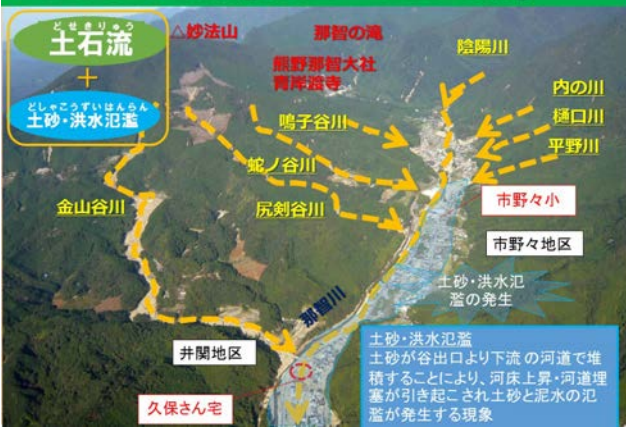 どせきりゅう
土石流
+
どしゃこうずいはんらん
土砂・洪水氾濫
△妙法山
那智の滝
熊野那智大社
青岸渡寺
陰陽川
内の川
樋口川
平野川
鳴子谷川
蛇ノ谷川
尻剣谷川
金山谷川
市野々小
市野々地区
土砂・洪水氾
濫の発生
那智川
井関地区
久保さん宅
土砂・洪水氾濫
土砂が谷出口より下流の河道で堆
積することにより、河床上昇・河道埋
塞が引き起こされ土砂と泥水の氾
濫が発生する現象